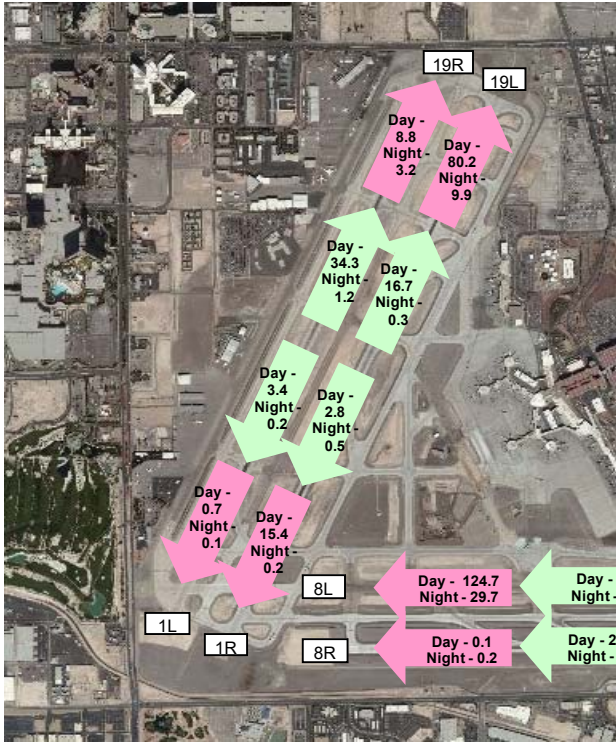 19R
19L
Day -
8.8
Night -
3.2
Day -
80.2
Night -
9.9
Day -
34.3
Night -
1.2
Day -
16.7
Night -
0.3
Day -
3.4
Night -
0.2
Day -
2.8
Night -
0.5
Day -
0.7
Night -
0.1
Day -
15.4
Night -
0.2
8L
Day - 124.7
Night - 29.7
Day -
Night -
1L
1R
8R
Day - 0.1
Night - 0.2
Day - 2
Night -